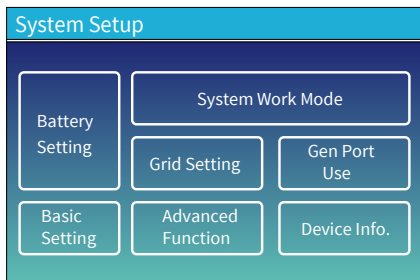 System Setup
System Work Mode
Battery
Setting
Grid Setting
Gen Port
Use
Basic
Setting
Advanced
Function
Device Info.